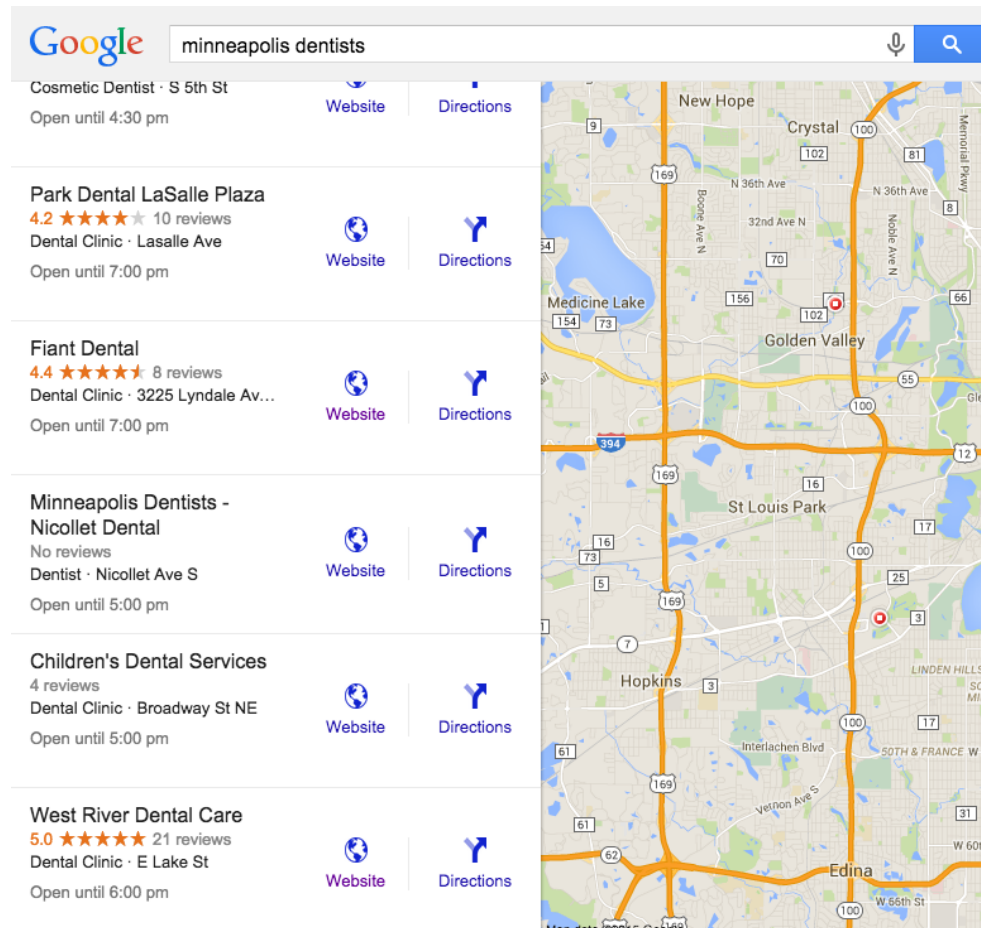 Google
minneapolis dentists
Cosmetic Dentist · S 5th St
Open until 4:30 pm
Website
Directions
Park Dental LaSalle Plaza
4.2 10 reviews
Dental Clinic · Lasalle Ave
Open until 7:00 pm
Website
Directions
Fiant Dental
4.4 8 reviews
Dental Clinic · 3225 Lyndale Av...
Open until 7:00 pm
Website
Directions
Minneapolis Dentists -
Nicollet Dental
No reviews
Dentist · Nicollet Ave S
Open until 5:00 pm
Website
Directions
Children's Dental Services
4 reviews
Dental Clinic · Broadway St NE
Open until 5:00 pm
Website
Directions
West River Dental Care
5.0 21 reviews
Dental Clinic · E Lake St
Open until 6:00 pm
Website
Directions
New Hope
9
Crystal
100
102
81
Memorial Pkwy
169
N 36th Ave
N 36th Ave
Boone Ave N
8
32nd Ave N
Noble Ave N
70
Medicine Lake
156
66
154
73
102
Golden Valley
55
100
394
12
169
16
St Louis Park
17
16
73
100
5
25
169
3
7
Hopkins
3
LINDEN HILLS
100
17
61
Interlachen Blvd
50TH & FRANCE
169
Vernon Ave S
61
31
62
Edina
W 66th St
100
169